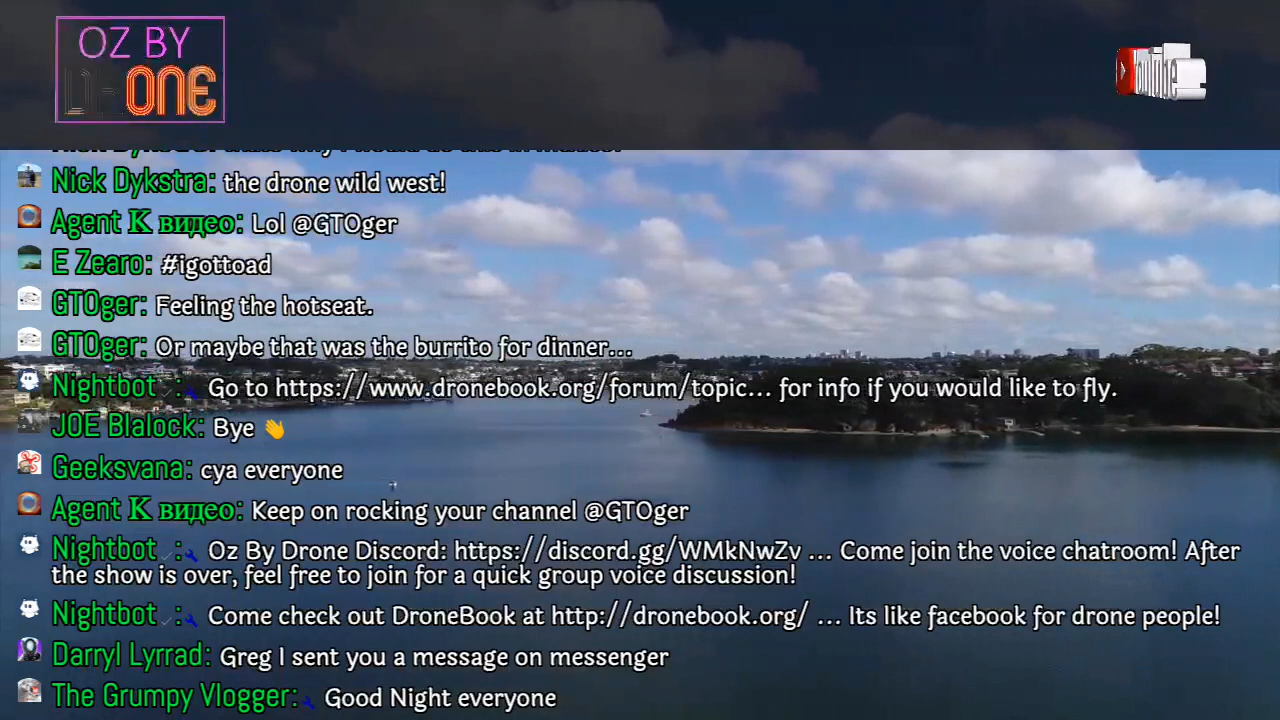 OZ BY
DRONE
YouTube
Nick Dykstra: the drone wild west!
Agent К видео: Lol @GTOger
E Zearo: #igottoad
GTOger: Feeling the hotseat.
GTOger: Or maybe that was the burrito for dinner...
Nightbot ✓:🔧 Go to https://www.dronebook.org/forum/topic... for info if you would like to fly.
JOE Blalock: Bye 👋
Geeksvana: cya everyone
Agent К видео: Keep on rocking your channel @GTOger
Nightbot ✓:🔧 Oz By Drone Discord: https://discord.gg/WMkNwZv ... Come join the voice chatroom! After
the show is over, feel free to join for a quick group voice discussion!
Nightbot ✓:🔧 Come check out DroneBook at http://dronebook.org/ ... Its like facebook for drone people!
Darryl Lyrrad: Greg I sent you a message on messenger
The Grumpy Vlogger:🔧 Good Night everyone